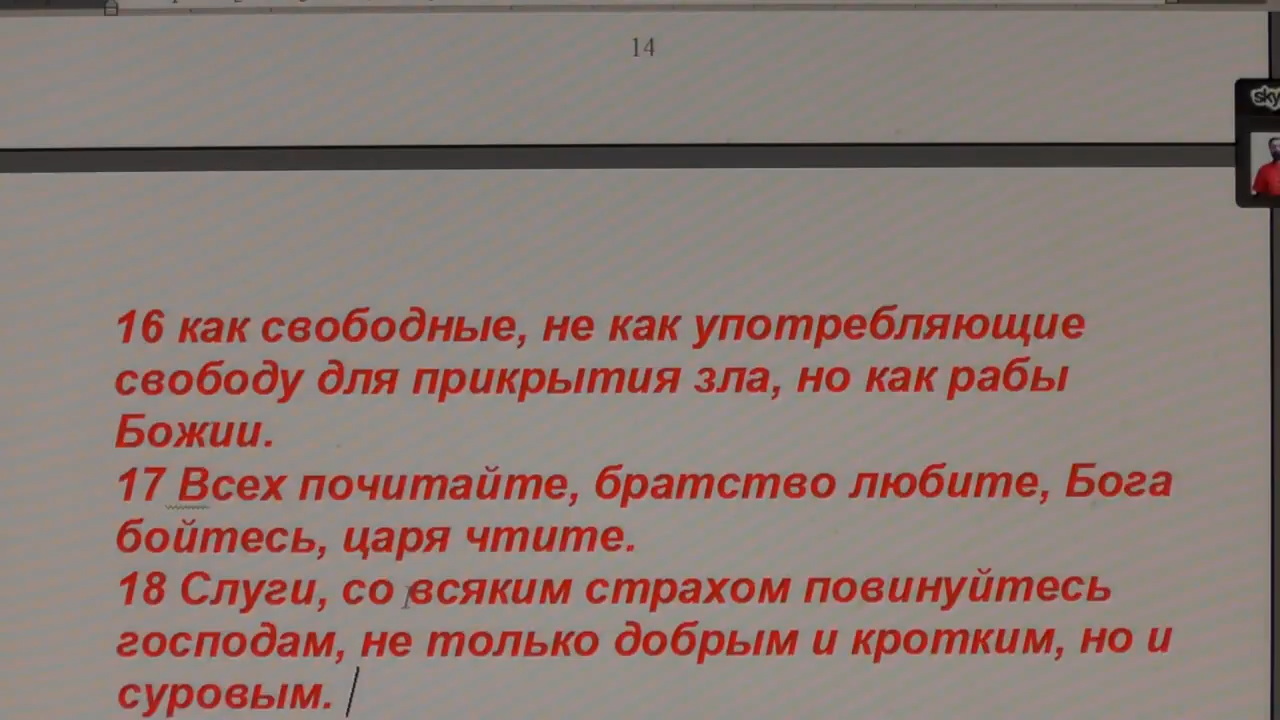 14
sky
16 как свободные, не как употребляющие
свободу для прикрытия зла, но как рабы
Божии.
17 Всех почитайте, братство любите, Бога
бойтесь, царя чтите.
18 Слуги, со всяким страхом повинуйтесь
господам, не только добрым и кротким, но и
суровым.